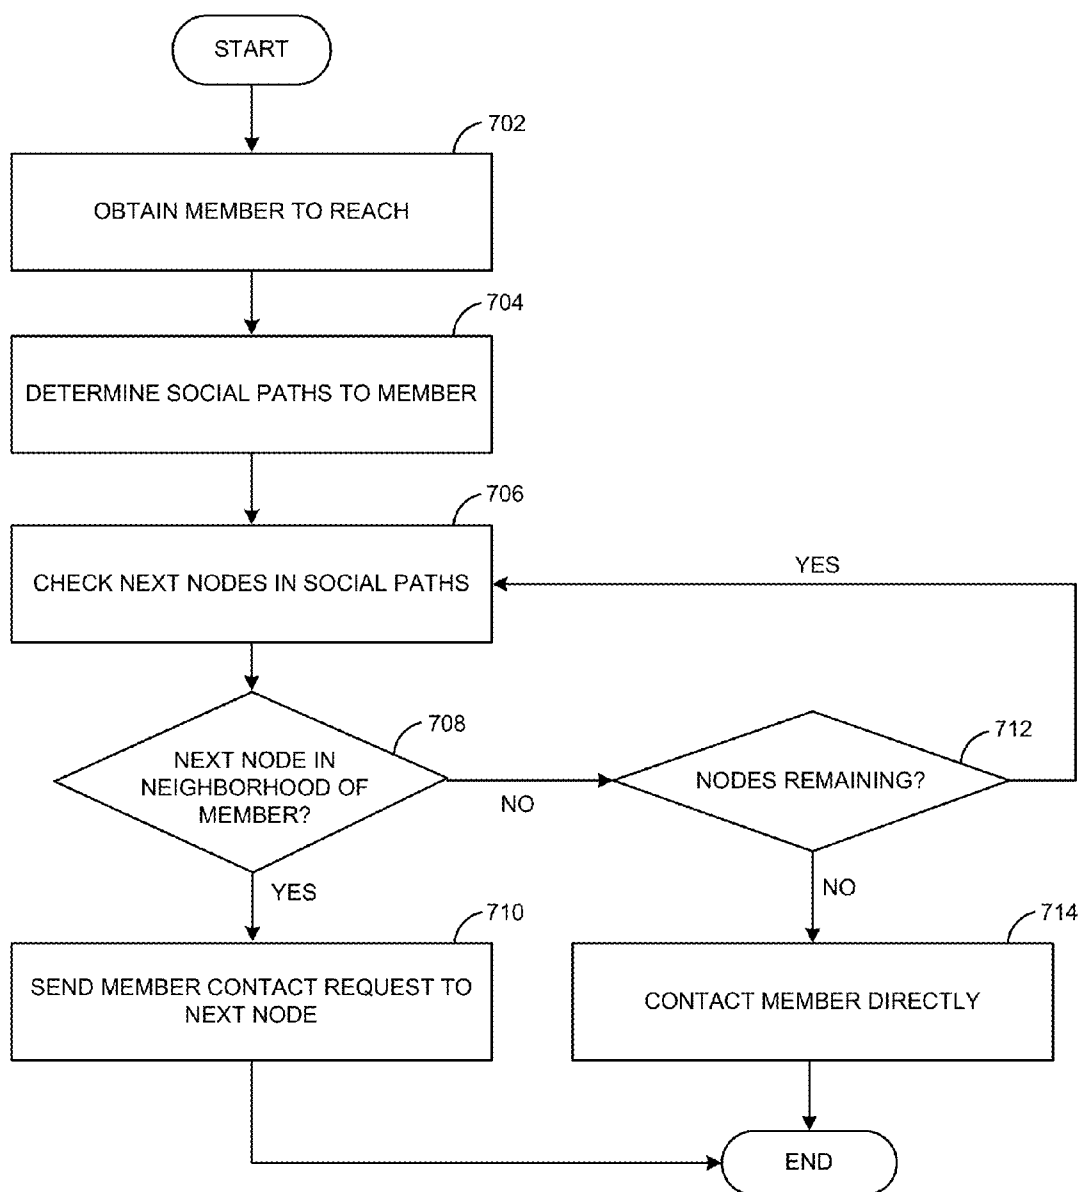 START
702
OBTAIN MEMBER TO REACH
704
DETERMINE SOCIAL PATHS TO MEMBER
706
CHECK NEXT NODES IN SOCIAL PATHS
YES
708
NEXT NODE IN
NEIGHBORHOOD OF
MEMBER?
NO
712
NODES REMAINING?
YES
NO
710
SEND MEMBER CONTACT REQUEST TO
NEXT NODE
714
CONTACT MEMBER DIRECTLY
END